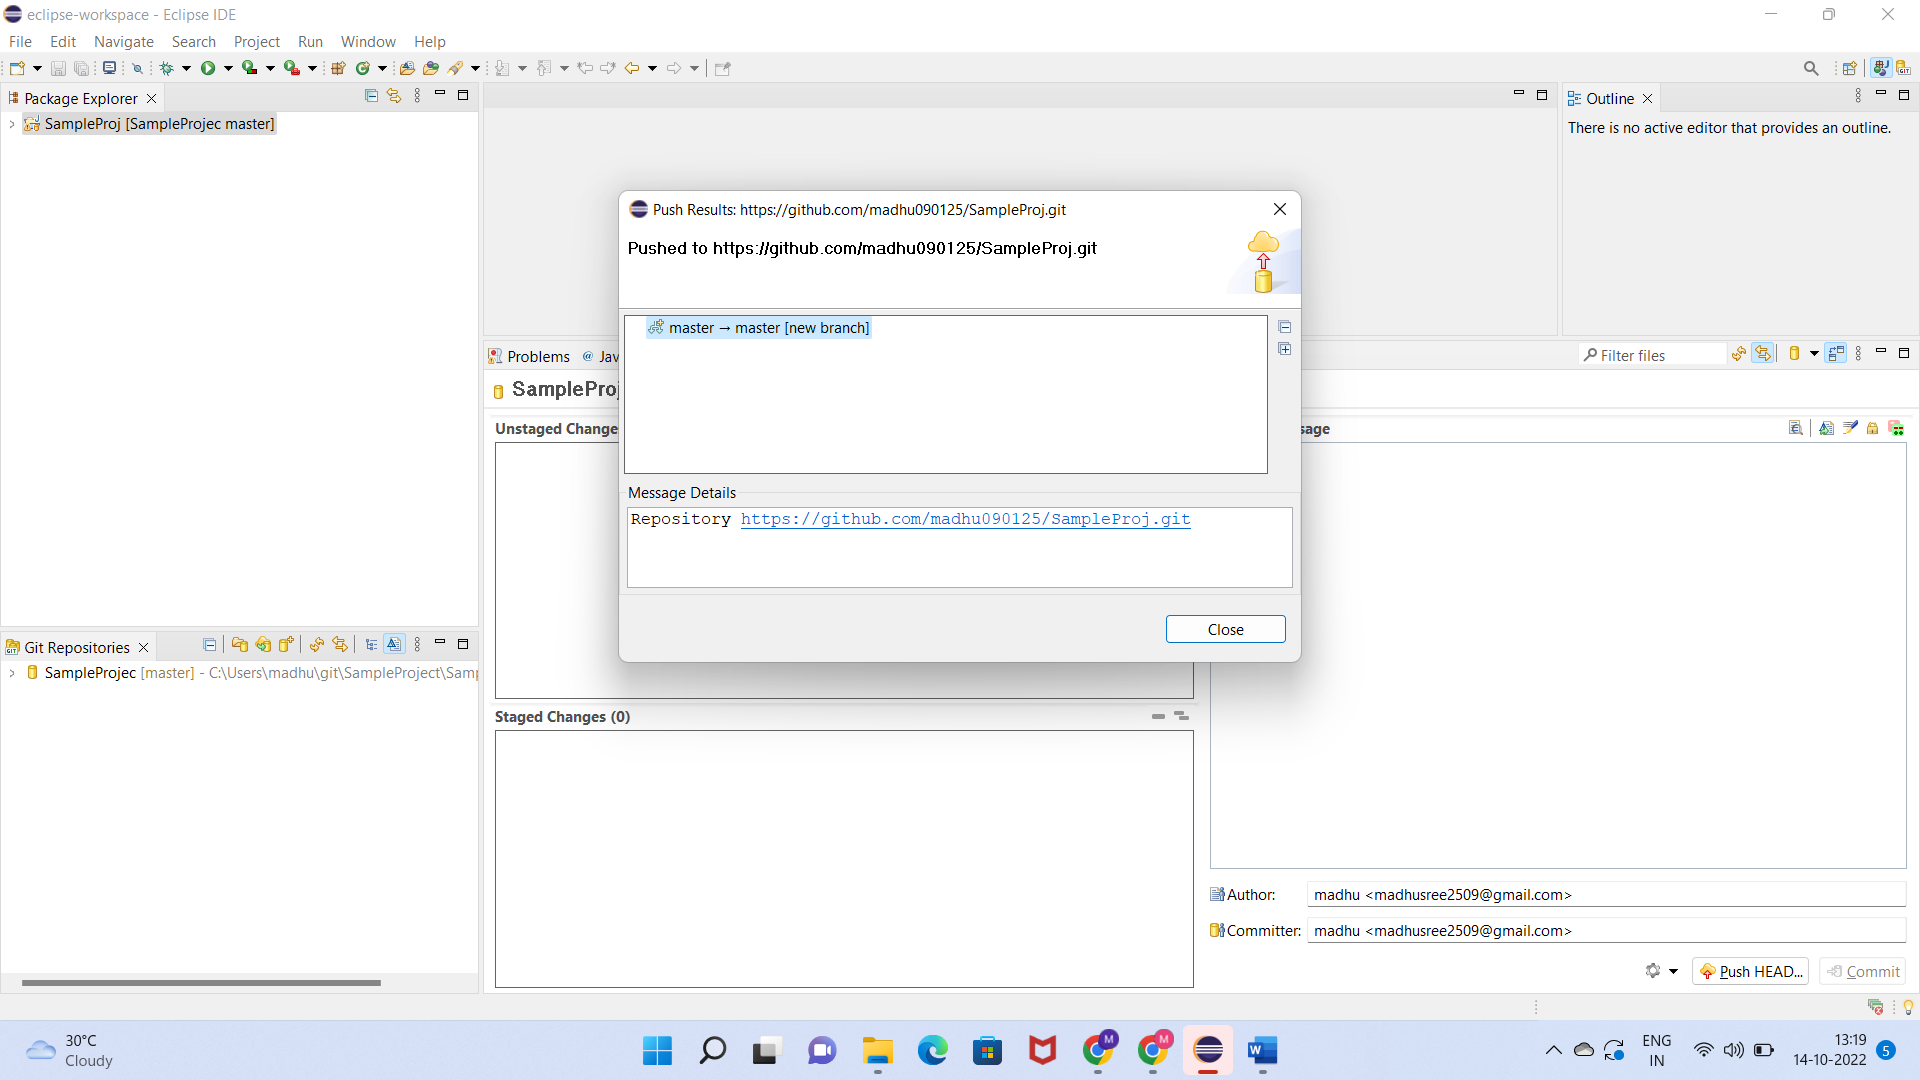 eclipse-workspace - Eclipse IDE
File Edit Navigate Search Project Run Window Help
Package Explorer
SampleProj [SampleProjec master]
Outline
There is no active editor that provides an outline.
Push Results: https://github.com/madhu090125/SampleProj.git
Pushed to https://github.com/madhu090125/SampleProj.git
master → master [new branch]
Message Details
Repository https://github.com/madhu090125/SampleProj.git
Close
Problems @ Jav
Filter files
SampleProj
Unstaged Change
sage
Git Repositories
SampleProjec [master] - C:\Users\madhu\git\SampleProject\Samp
Staged Changes (0)
Author: madhu <madhusree2509@gmail.com>
Committer: madhu <madhusree2509@gmail.com>
Push HEAD...
Commit
30°C
Cloudy
M
M
W
ENG
IN
13:19
14-10-2022
5